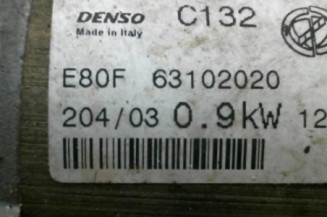 DENSO C132
Made in Italy
E80F 63102020
204/03 0.9kW 12